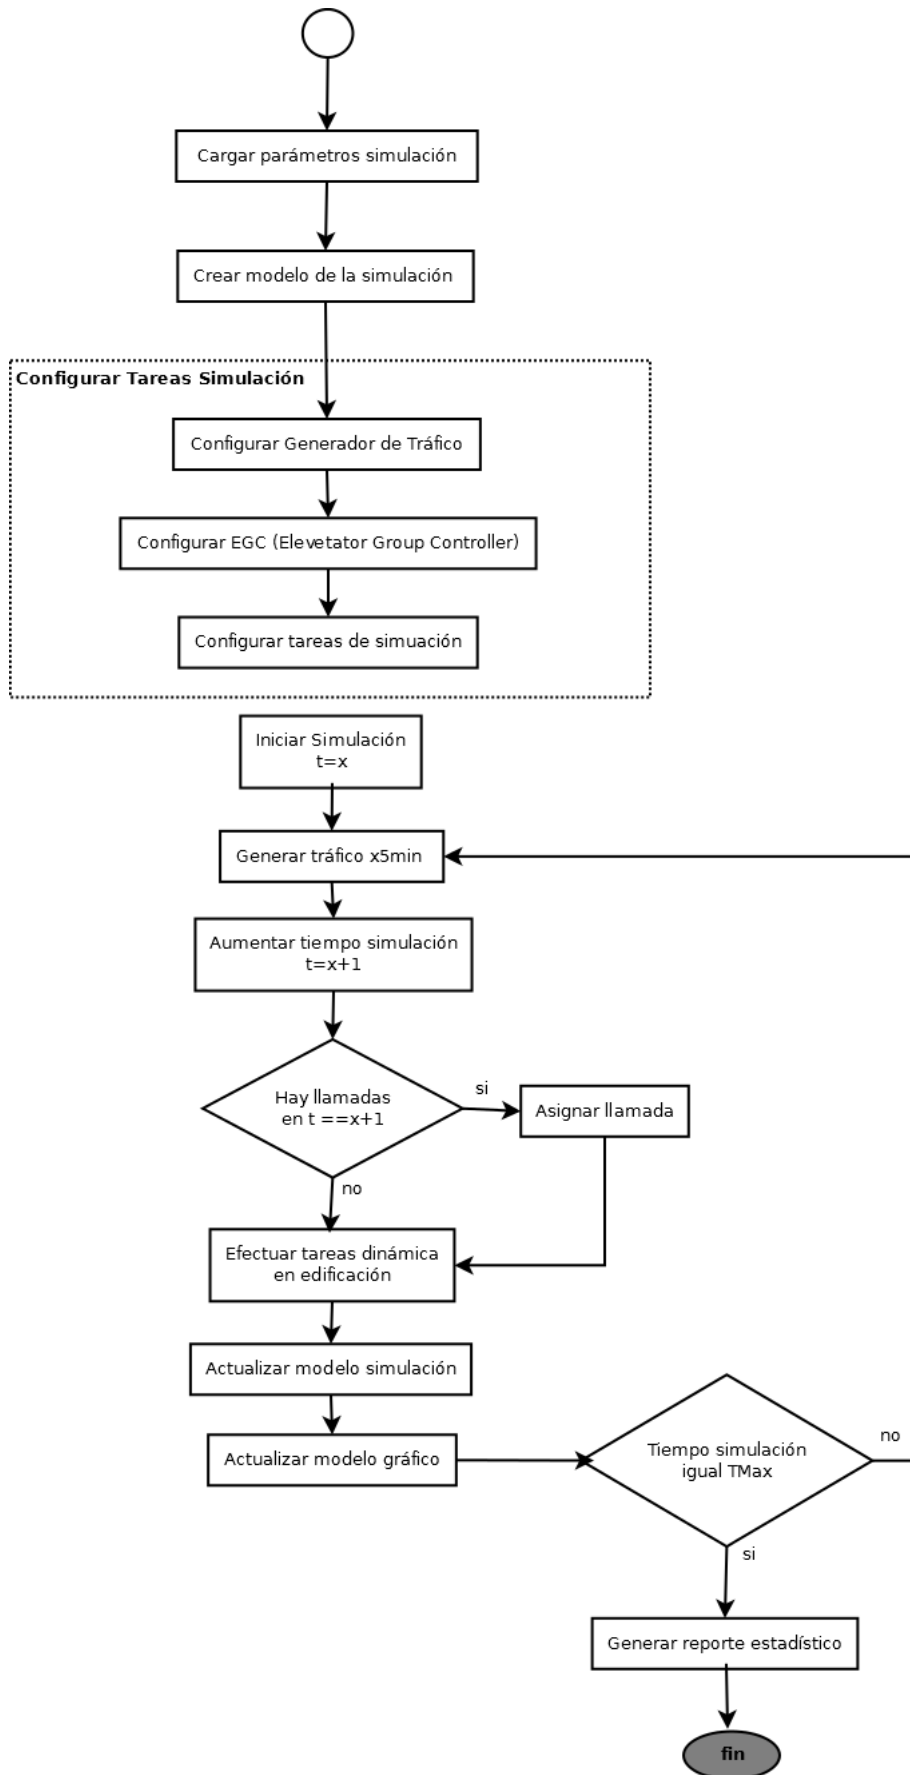 Cargar parámetros simulación
Crear modelo de la simulación
Configurar Tareas Simulación
Configurar Generador de Tráfico
Configurar EGC (Elevetator Group Controller)
Configurar tareas de simuación
Iniciar Simulación
t=x
Generar tráfico x5min
Aumentar tiempo simulación
t=x+1
Hay llamadas
en t ==x+1
si
Asignar llamada
no
Efectuar tareas dinámica
en edificación
Actualizar modelo simulación
Actualizar modelo gráfico
Tiempo simulación
igual TMax
no
si
Generar reporte estadístico
fin